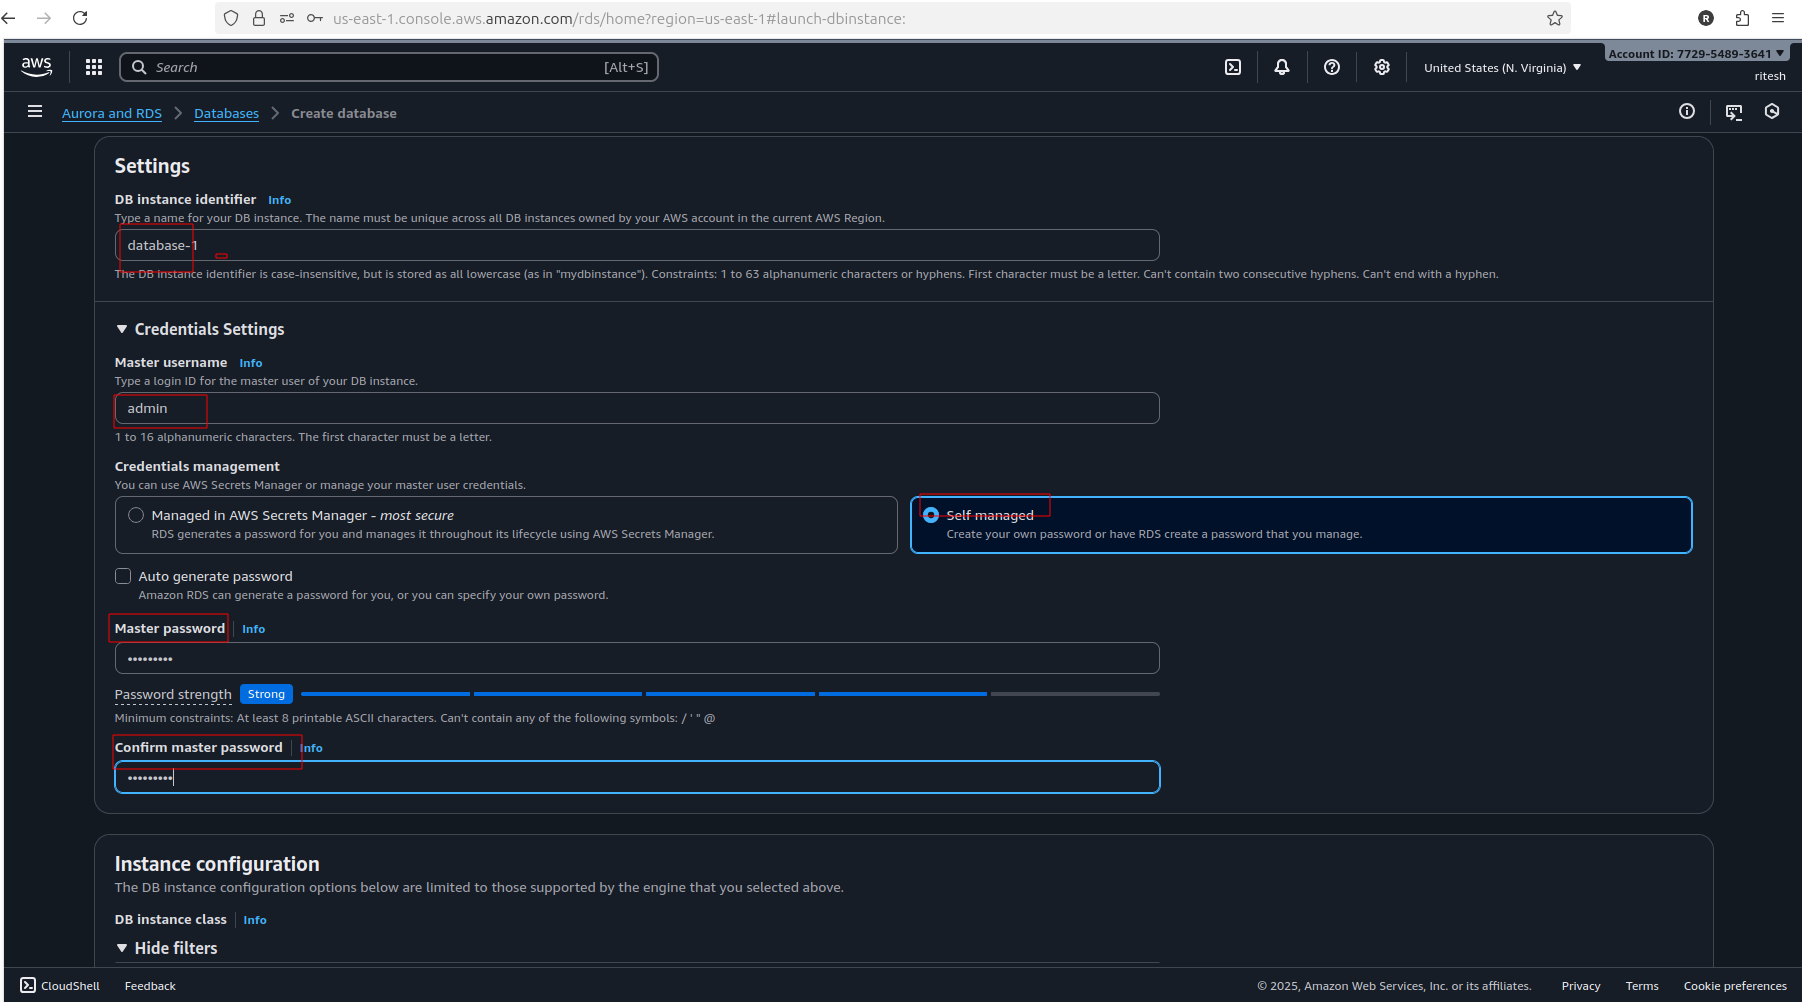 us-east-1.console.aws.amazon.com/rds/home?region=us-east-1#launch-dbinstance:
R
aws
Search
[Alt+S]
United States (N. Virginia)
Account ID: 7729-5489-3641
ritesh
Aurora and RDS
Databases
Create database
Settings
DB instance identifier Info
Type a name for your DB instance. The name must be unique across all DB instances owned by your AWS account in the current AWS Region.
database-1
The DB instance identifier is case-insensitive, but is stored as all lowercase (as in "mydbinstance"). Constraints: 1 to 63 alphanumeric characters or hyphens. First character must be a letter. Can't contain two consecutive hyphens. Can't end with a hyphen.
Credentials Settings
Master username Info
Type a login ID for the master user of your DB instance.
admin
1 to 16 alphanumeric characters. The first character must be a letter.
Credentials management
You can use AWS Secrets Manager or manage your master user credentials.
Managed in AWS Secrets Manager - most secure
RDS generates a password for you and manages it throughout its lifecycle using AWS Secrets Manager.
Self managed
Create your own password or have RDS create a password that you manage.
Auto generate password
Amazon RDS can generate a password for you, or you can specify your own password.
Master password Info
•••••••••
Password strength Strong
Minimum constraints: At least 8 printable ASCII characters. Can't contain any of the following symbols: / ' " @
Confirm master password Info
•••••••••
Instance configuration
The DB instance configuration options below are limited to those supported by the engine that you selected above.
DB instance class Info
Hide filters
CloudShell
Feedback
© 2025, Amazon Web Services, Inc. or its affiliates.
Privacy
Terms
Cookie preferences